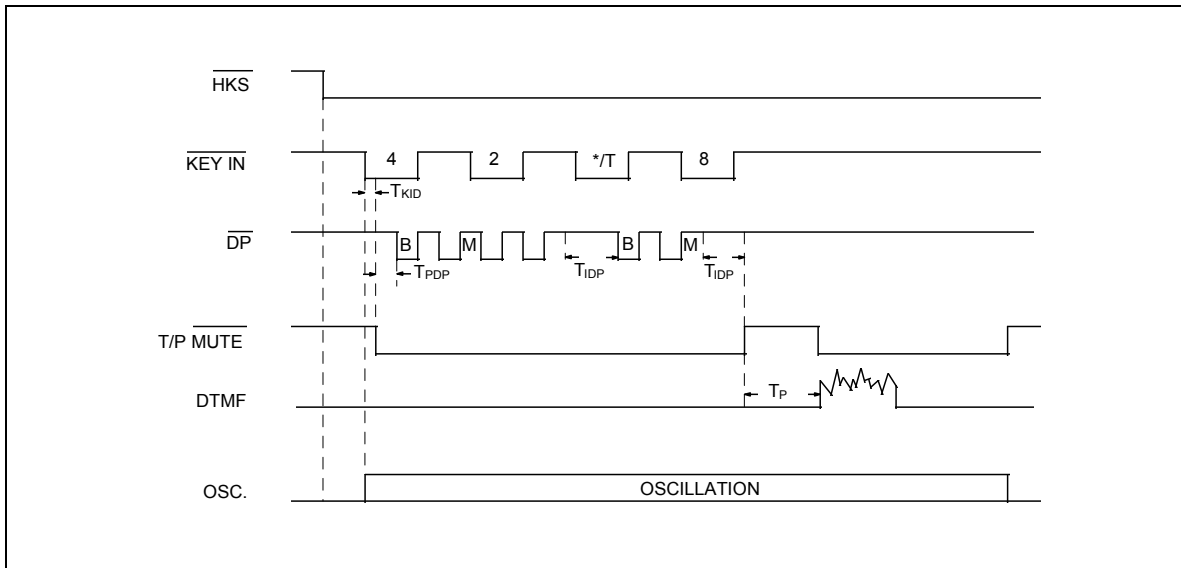 HKS
KEY IN 4 2 */T 8
TKID
DP B M B M
TPDP TIDP TIDP
T/P MUTE
DTMF TP
OSC. OSCILLATION